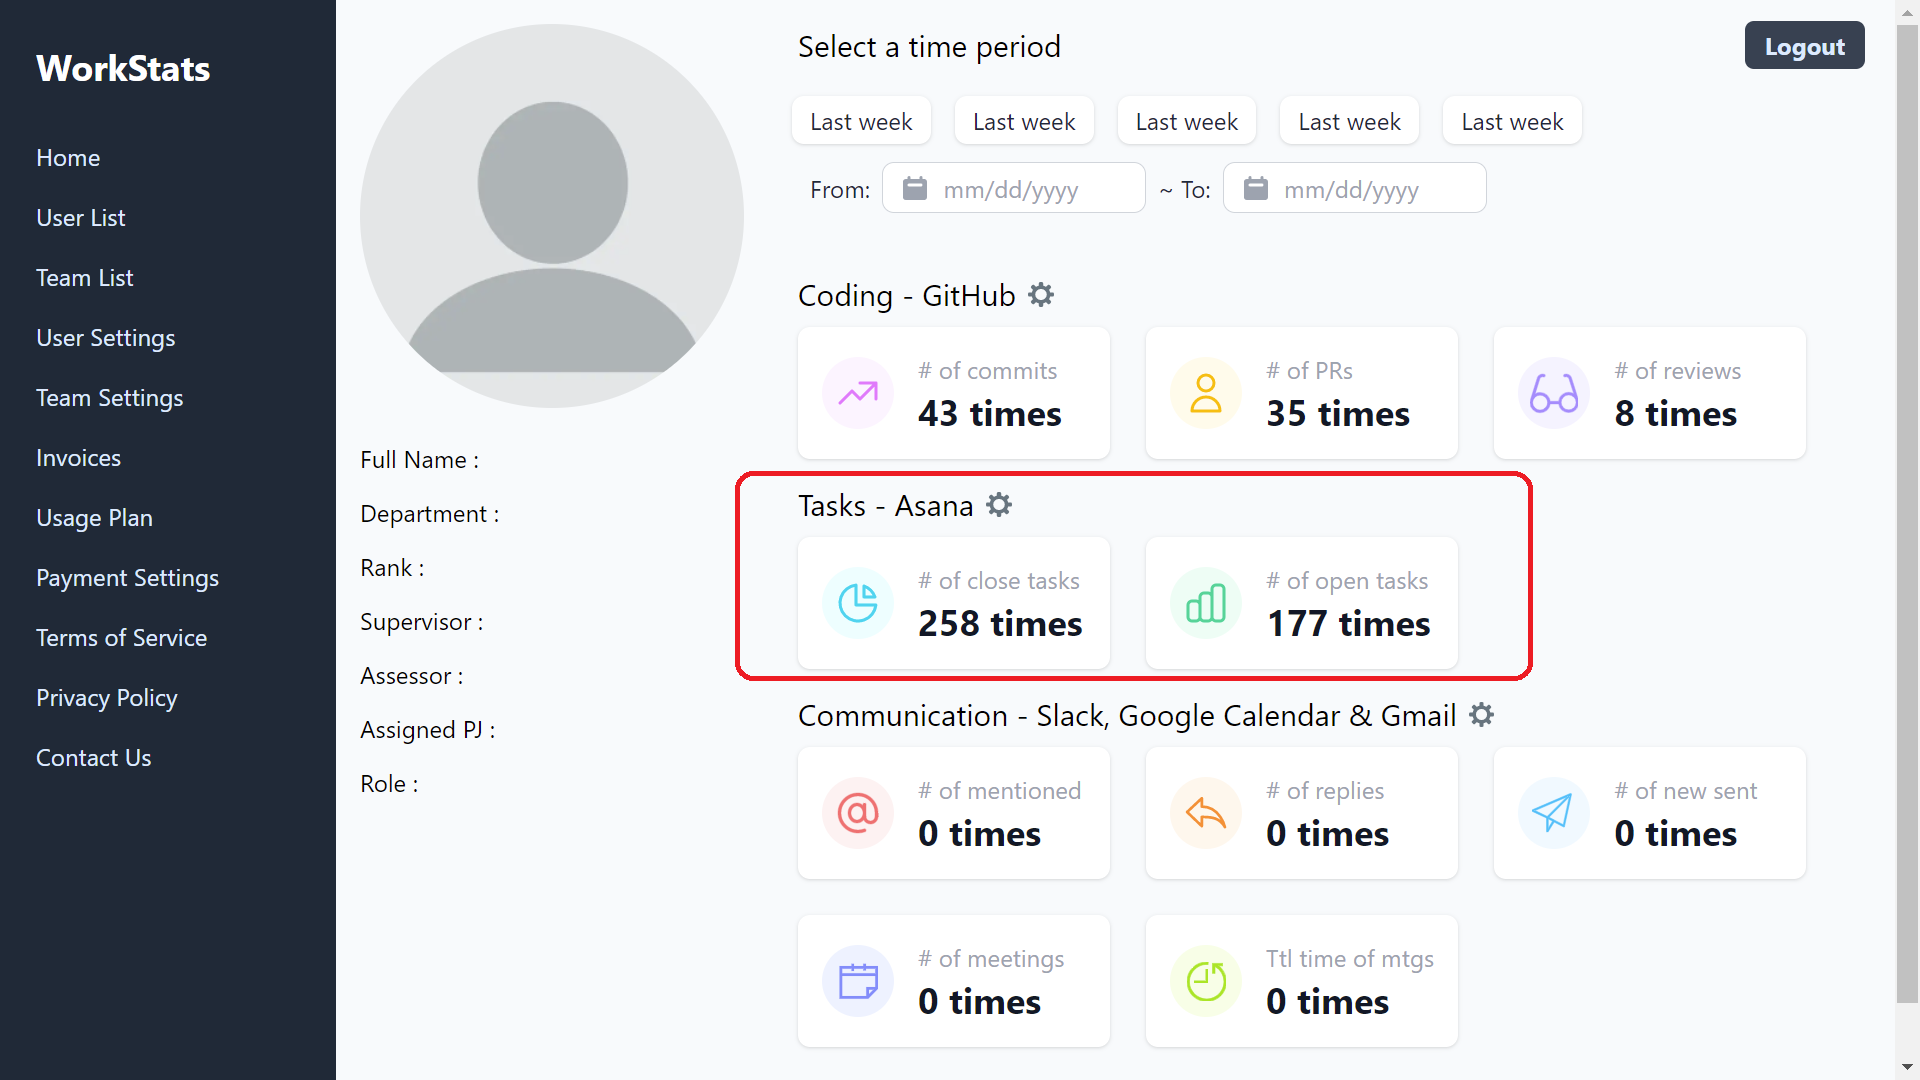 WorkStats
Home
User List
Team List
User Settings
Team Settings
Invoices
Usage Plan
Payment Settings
Terms of Service
Privacy Policy
Contact Us
Full Name :
Department :
Rank :
Supervisor :
Assessor :
Assigned PJ :
Role :
Select a time period
Logout
Last week Last week Last week Last week Last week
From: mm/dd/yyyy ~ To: mm/dd/yyyy
Coding - GitHub
# of commits
43 times
# of PRs
35 times
# of reviews
8 times
Tasks - Asana
# of close tasks
258 times
# of open tasks
177 times
Communication - Slack, Google Calendar & Gmail
# of mentioned
0 times
# of replies
0 times
# of new sent
0 times
# of meetings
0 times
Ttl time of mtgs
0 times